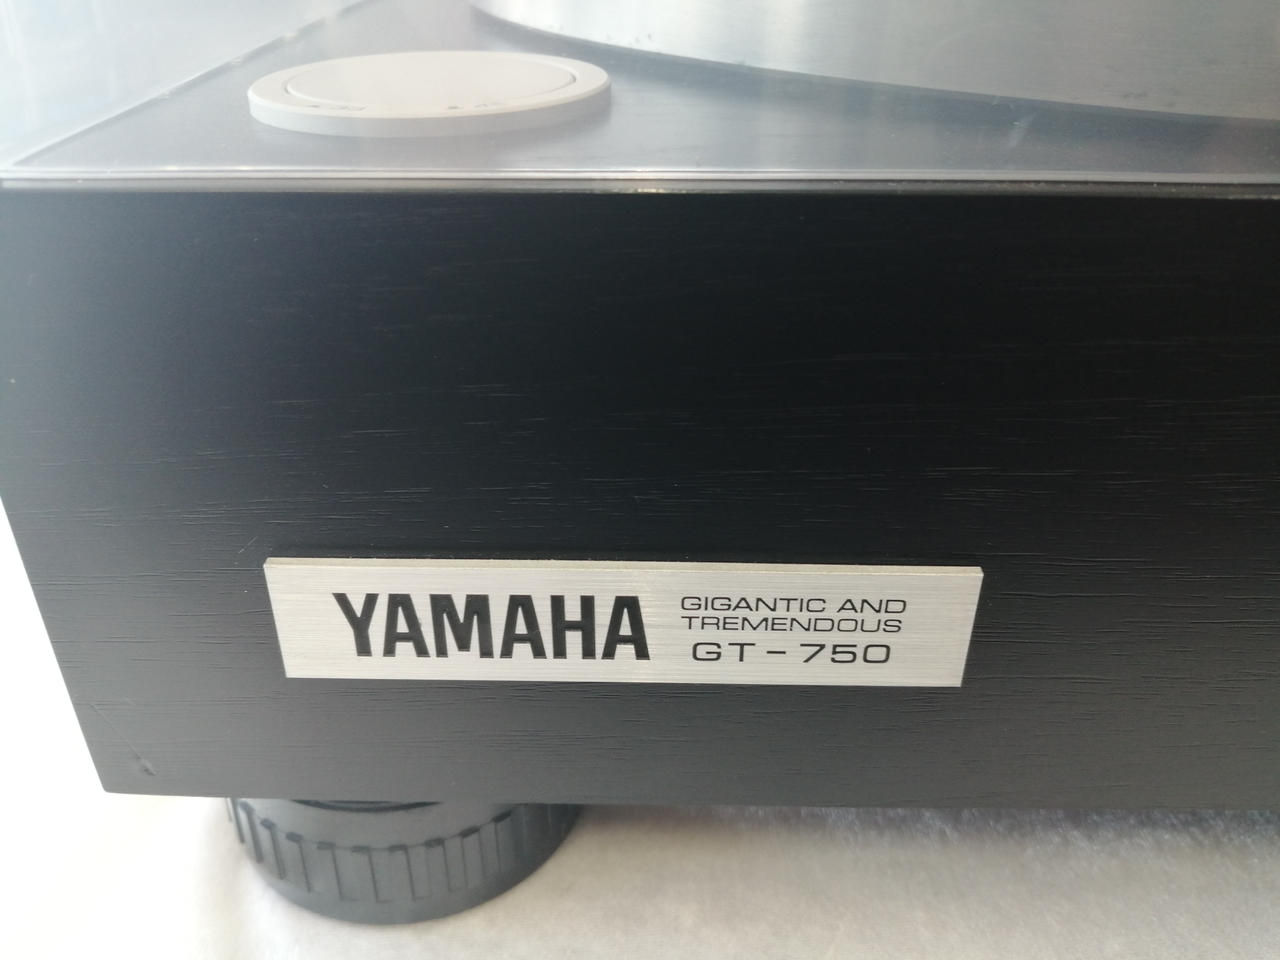 YAMAHA
GIGANTIC AND
TREMENDOUS
GT-750